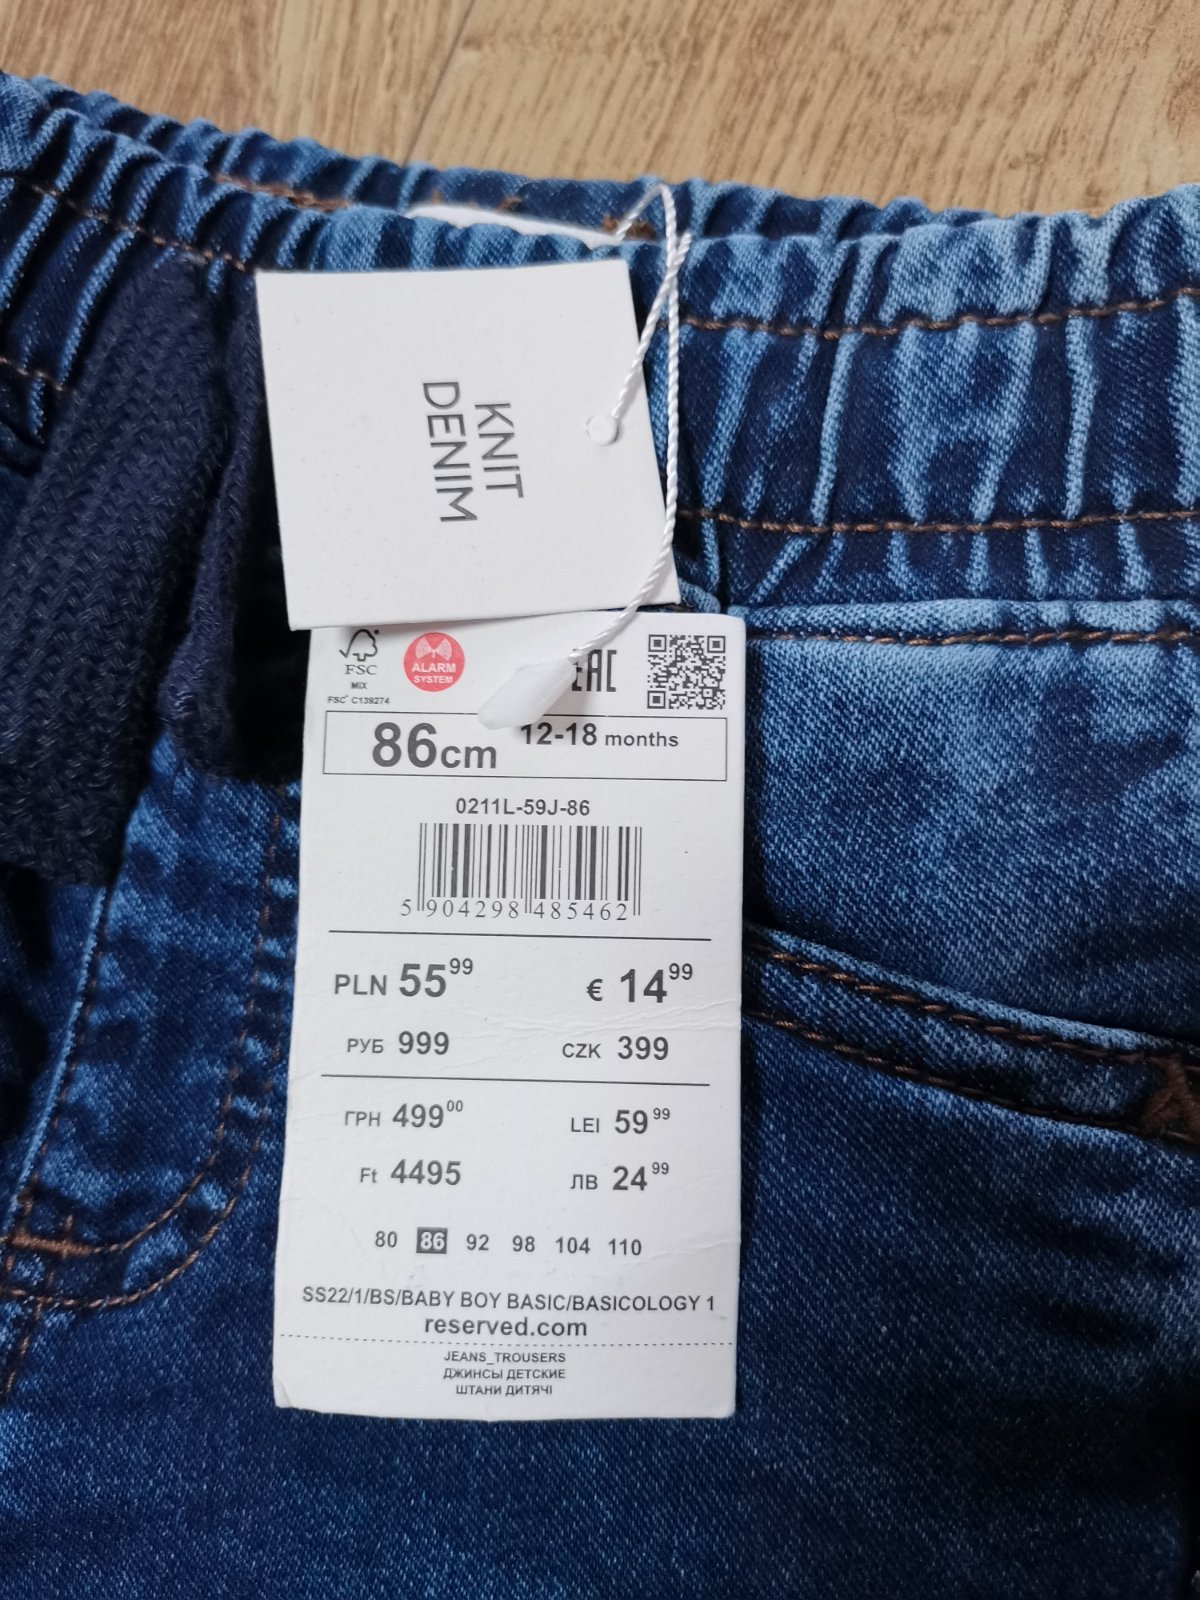 KNIT
DENIM
FSC
MIX
FSC® C139274
ALARM
SYSTEM
EAC
86cm 12-18 months
0211L-59J-86
5 904298 485462
PLN 55 99 € 14 99
РУБ 999 CZK 399
ГРН 499 00 LEI 59 99
Ft 4495 ЛВ 24 99
80 86 92 98 104 110
SS22/1/BS/BABY BOY BASIC/BASICOLOGY 1
reserved.com
JEANS_TROUSERS
ДЖИНСЫ ДЕТСКИЕ
ШТАНИ ДИТЯЧІ